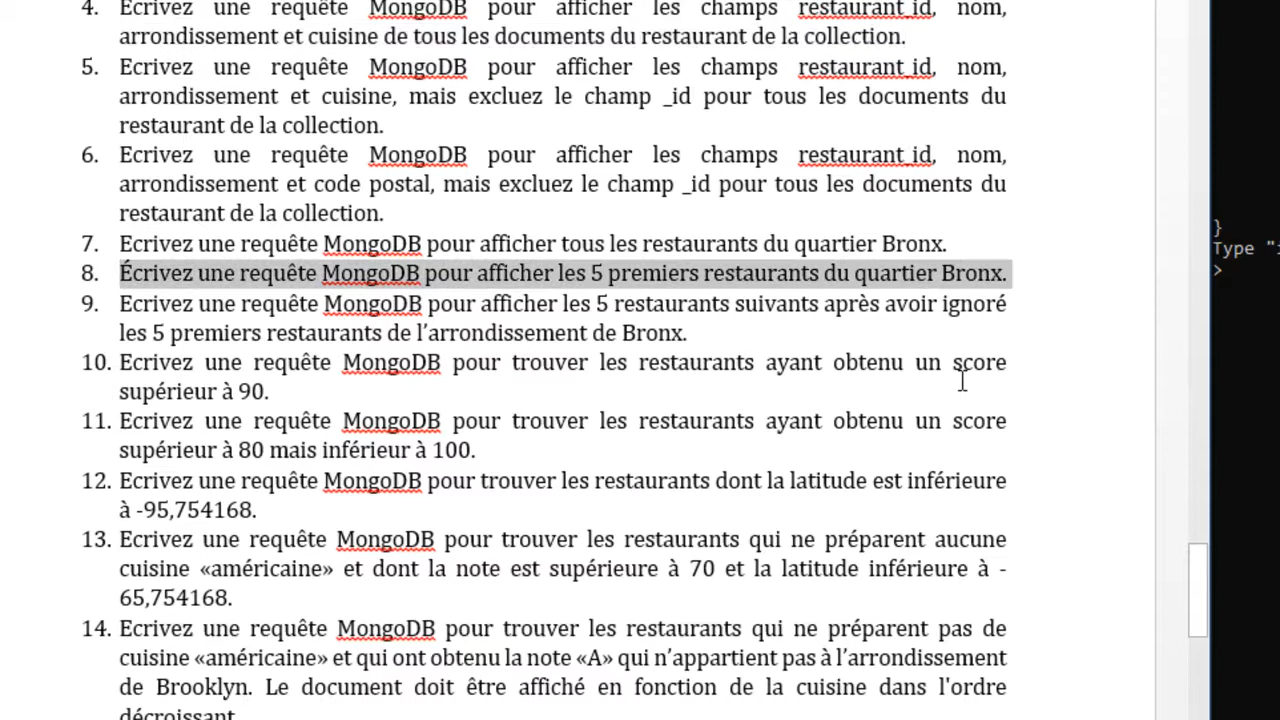 4. Ecrivez une requête MongoDB pour afficher les champs restaurant_id, nom,
arrondissement et cuisine de tous les documents du restaurant de la collection.
5. Ecrivez une requête MongoDB pour afficher les champs restaurant_id, nom,
arrondissement et cuisine, mais excluez le champ _id pour tous les documents du
restaurant de la collection.
6. Ecrivez une requête MongoDB pour afficher les champs restaurant_id, nom,
arrondissement et code postal, mais excluez le champ _id pour tous les documents du
restaurant de la collection.
7. Ecrivez une requête MongoDB pour afficher tous les restaurants du quartier Bronx.
8. Écrivez une requête MongoDB pour afficher les 5 premiers restaurants du quartier Bronx.
9. Ecrivez une requête MongoDB pour afficher les 5 restaurants suivants après avoir ignoré
les 5 premiers restaurants de l’arrondissement de Bronx.
10. Ecrivez une requête MongoDB pour trouver les restaurants ayant obtenu un score
supérieur à 90.
11. Ecrivez une requête MongoDB pour trouver les restaurants ayant obtenu un score
supérieur à 80 mais inférieur à 100.
12. Ecrivez une requête MongoDB pour trouver les restaurants dont la latitude est inférieure
à -95,754168.
13. Ecrivez une requête MongoDB pour trouver les restaurants qui ne préparent aucune
cuisine «américaine» et dont la note est supérieure à 70 et la latitude inférieure à -
65,754168.
14. Ecrivez une requête MongoDB pour trouver les restaurants qui ne préparent pas de
cuisine «américaine» et qui ont obtenu la note «A» qui n’appartient pas à l’arrondissement
de Brooklyn. Le document doit être affiché en fonction de la cuisine dans l'ordre
décroissant.
}
Type "
>